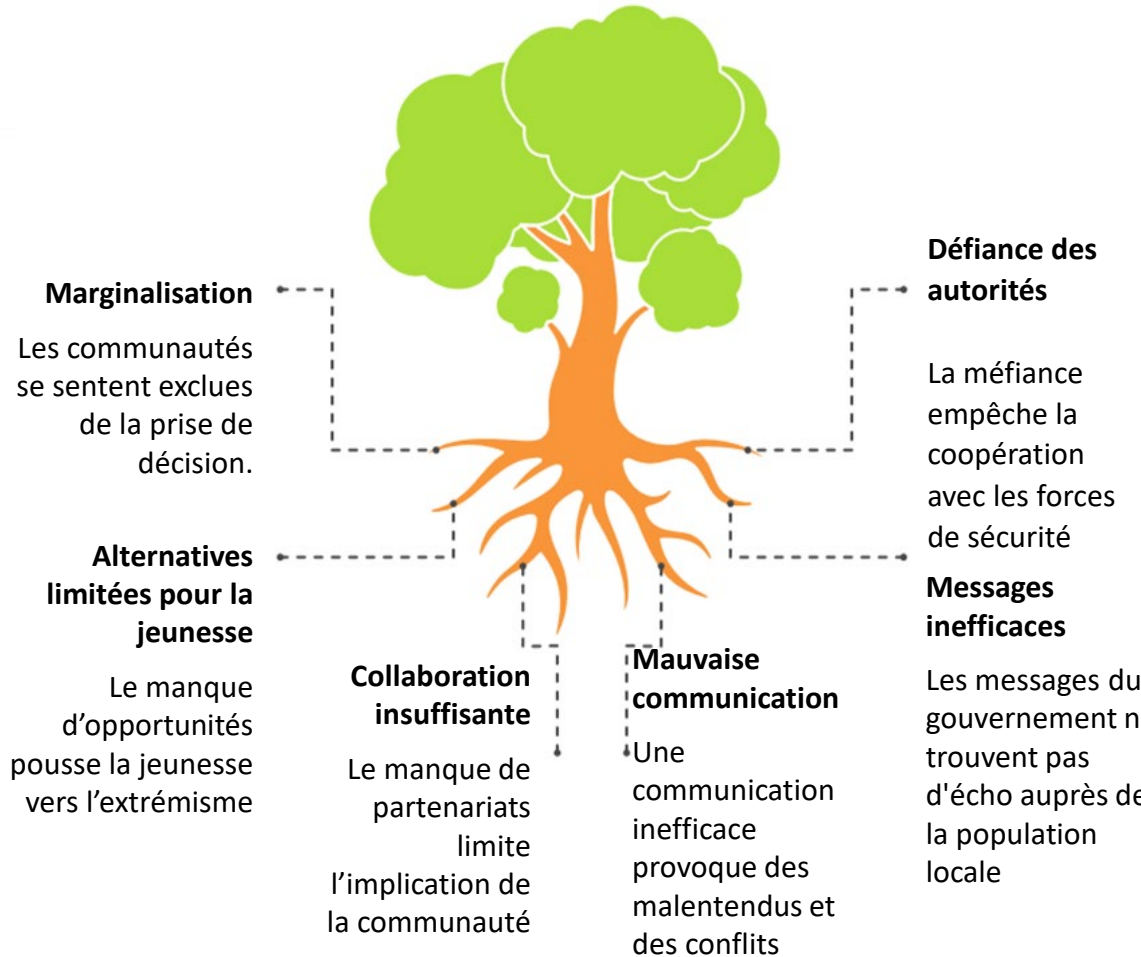 Marginalisation
Les communautés
se sentent exclues
de la prise de
décision.
Alternatives
limitées pour la
jeunesse
Le manque
d’opportunités
pousse la jeunesse
vers l’extrémisme
Collaboration
insuffisante
Le manque de
partenariats
limite
l’implication de
la communauté
Mauvaise
communication
Une
communication
inefficace
provoque des
malentendus et
des conflits
Défiance des
autorités
La méfiance
empêche la
coopération
avec les forces
de sécurité
Messages
inefficaces
Les messages du
gouvernement n
trouvent pas
d'écho auprès de
la population
locale